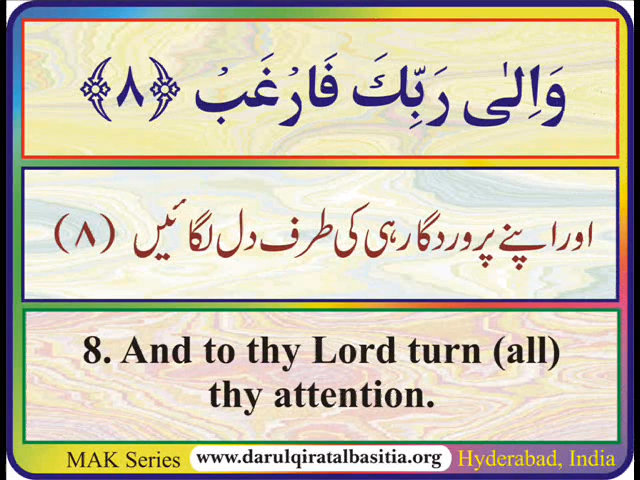 وَاِلٰى رَبِّكَ فَارْغَبْ ﴿٨﴾
اور اپنے پروردگار ہی کی طرف دل لگائیں (۸)
8. And to thy Lord turn (all)
thy attention.
MAK Series www.darulqiratalbasitia.org Hyderabad, India